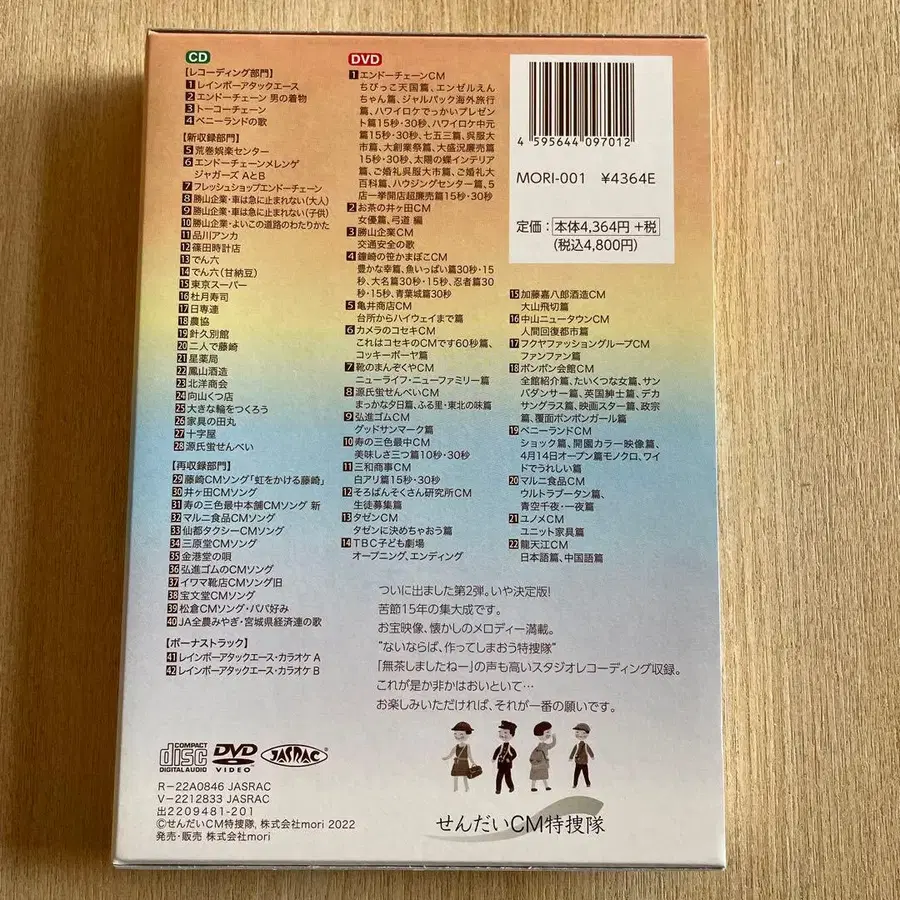 CD
【レコーディング部門】
1 レインボーアタックエース
2 エンドーチェーン 男の着物
3 トーコーチェーン
4 ベニーランドの歌
【新収録部門】
5 荒巻娯楽センター
6 エンドーチェーンメレンゲ
ジャガーズ AとB
7 フレッシュショップエンドーチェーン
8 勝山企業・車は急に止まれない(大人)
9 勝山企業・車は急に止まれない(子供)
10 勝山企業・よいこの道路のわたりかた
11 品川アンカ
12 篠田時計店
13 でん六
14 でん六(甘納豆)
15 東京スーパー
16 杜月寿司
17 日専連
18 農協
19 針久別館
20 二人で藤崎
21 星薬局
22 鳳山酒造
23 北洋商会
24 向山くつ店
25 大きな輪をつくろう
26 家具の田丸
27 十字屋
28 源氏蛍せんべい
【再収録部門】
29 藤崎CMソング「虹をかける藤崎」
30 井ヶ田CMソング
31 寿の三色最中本舗CMソング 新
32 マルニ食品CMソング
33 仙都タクシーCMソング
34 三原堂CMソング
35 金港堂の唄
36 弘進ゴムのCMソング
37 イワマ靴店CMソング旧
38 宝文堂CMソング
39 松倉CMソング・パパ好み
40 JA全農みやぎ・宮城県経済連の歌
【ボーナストラック】
41 レインボーアタックエース・カラオケ A
42 レインボーアタックエース・カラオケ B
DVD
1 エンドーチェーンCM
ちびっこ天国篇、エンゼルえん
ちゃん篇、ジャルパック海外旅行
篇、ハワイロケでっかいプレゼン
ト篇15秒・30秒、ハワイロケ中元
篇15秒・30秒、七五三篇、呉服大
市篇、大創業祭篇、大盛況廉売篇
15秒・30秒、太陽の蝶インテリア
篇、ご婚礼呉服大市篇、ご婚礼大
百科篇、ハウジングセンター篇、5
店一挙開店超廉売篇15秒・30秒
2 お茶の井ヶ田CM
女優篇、弓道 編
3 勝山企業CM
交通安全の歌
4 鐘崎の笹かまぼこCM
豊かな幸篇、魚いっぱい篇30秒・15
秒、大名篇30秒・15秒、忍者篇30
秒・15秒、青葉城篇30秒
5 亀井商店CM
台所からハイウェイまで篇
6 カメラのコセキCM
これはコセキのCMです60秒篇、
コッキーボーヤ篇
7 靴のまんぞくやCM
ニューライフ・ニューファミリー篇
8 源氏蛍せんべいCM
まっかな夕日篇、ふる里・東北の味篇
9 弘進ゴムCM
グッドサンマーク篇
10 寿の三色最中CM
美味しさ三つ篇10秒・30秒
11 三和商事CM
白アリ篇15秒・30秒
12 そろばんそくさん研究所CM
生徒募集篇
13 タゼンCM
タゼンに決めちゃおう篇
14 TBC子ども劇場
オープニング、エンディング
4 595644 097012
MORI-001 ¥4364E
定価:本体4,364円 +税
(税込4,800円)
15 加藤嘉八郎酒造CM
大山飛切篇
16 中山ニュータウンCM
人間回復都市篇
17 フクヤファッショングループCM
ファンファン篇
18 ボンボン会館CM
全館紹介篇、たいくつな女篇、サン
バダンサー篇、英国紳士篇、デカ
サングラス篇、映画スター篇、政宗
篇、覆面ボンボンガール篇
19 ベニーランドCM
ショック篇、開園カラー映像篇、
4月14日オープン篇モノクロ、ワイ
ドでうれしい篇
20 マルニ食品CM
ウルトラブータン篇、
青空千夜・一夜篇
21 ユノメCM
ユニット家具篇
22 龍天江CM
日本語篇、中国語篇
ついに出ました第2弾。いや決定版!
苦節15年の集大成です。
お宝映像、懐かしのメロディー満載。
“ないならば、作ってしまおう特捜隊”
「無茶しましたねー」の声も高いスタジオレコーディング収録。
これが是か非かはおいといて…
お楽しみいただければ、それが一番の願いです。
せんだいCM特捜隊
COMPACT
disc
DIGITAL AUDIO
DVD
VIDEO
JASRAC
R-22A0846 JASRAC
V-2212833 JASRAC
出2209481-201
©せんだいCM特捜隊, 株式会社mori 2022
発売・販売 株式会社mori